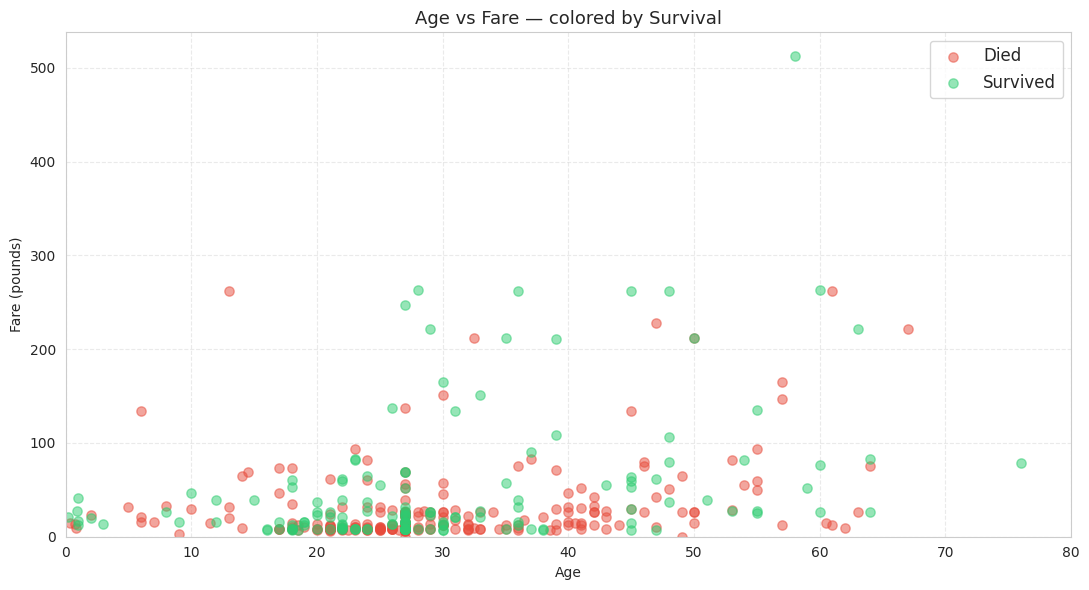 Age vs Fare — colored by Survival
Died
Survived
Fare (pounds)
500
400
300
200
100
0
0 10 20 30 40 50 60 70 80
Age